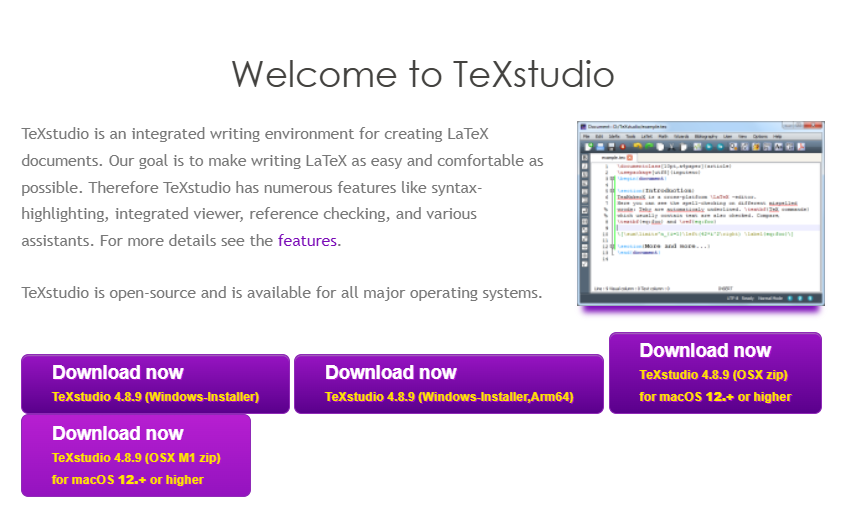 Welcome to TeXstudio
TeXstudio is an integrated writing environment for creating LaTeX
documents. Our goal is to make writing LaTeX as easy and comfortable as
possible. Therefore TeXstudio has numerous features like syntax-
highlighting, integrated viewer, reference checking, and various
assistants. For more details see the features.
TeXstudio is open-source and is available for all major operating systems.
Download now
TeXstudio 4.8.9 (Windows-Installer)
Download now
TeXstudio 4.8.9 (Windows-Installer,Arm64)
Download now
TeXstudio 4.8.9 (OSX zip)
for macOS 12.+ or higher
Download now
TeXstudio 4.8.9 (OSX M1 zip)
for macOS 12.+ or higher